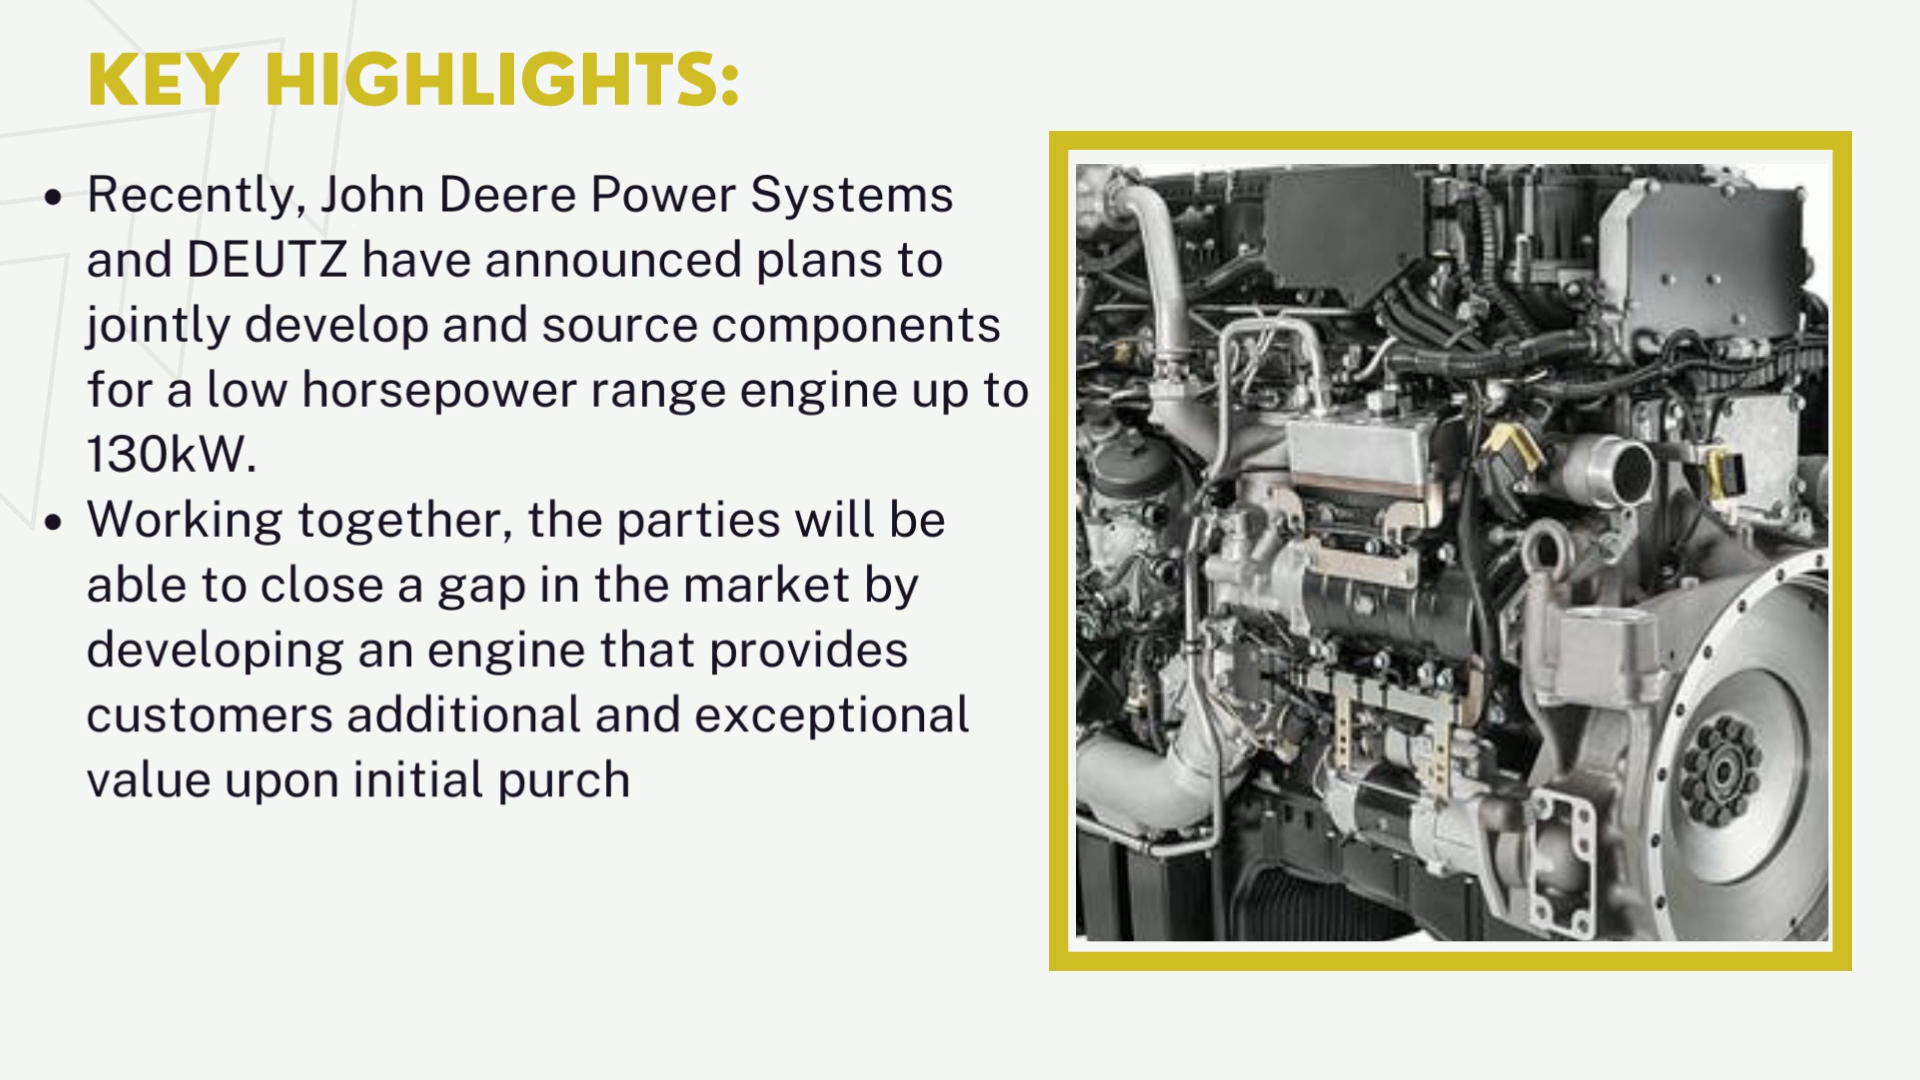 KEY HIGHLIGHTS:
• Recently, John Deere Power Systems
and DEUTZ have announced plans to
jointly develop and source components
for a low horsepower range engine up to
130kW.
• Working together, the parties will be
able to close a gap in the market by
developing an engine that provides
customers additional and exceptional
value upon initial purch